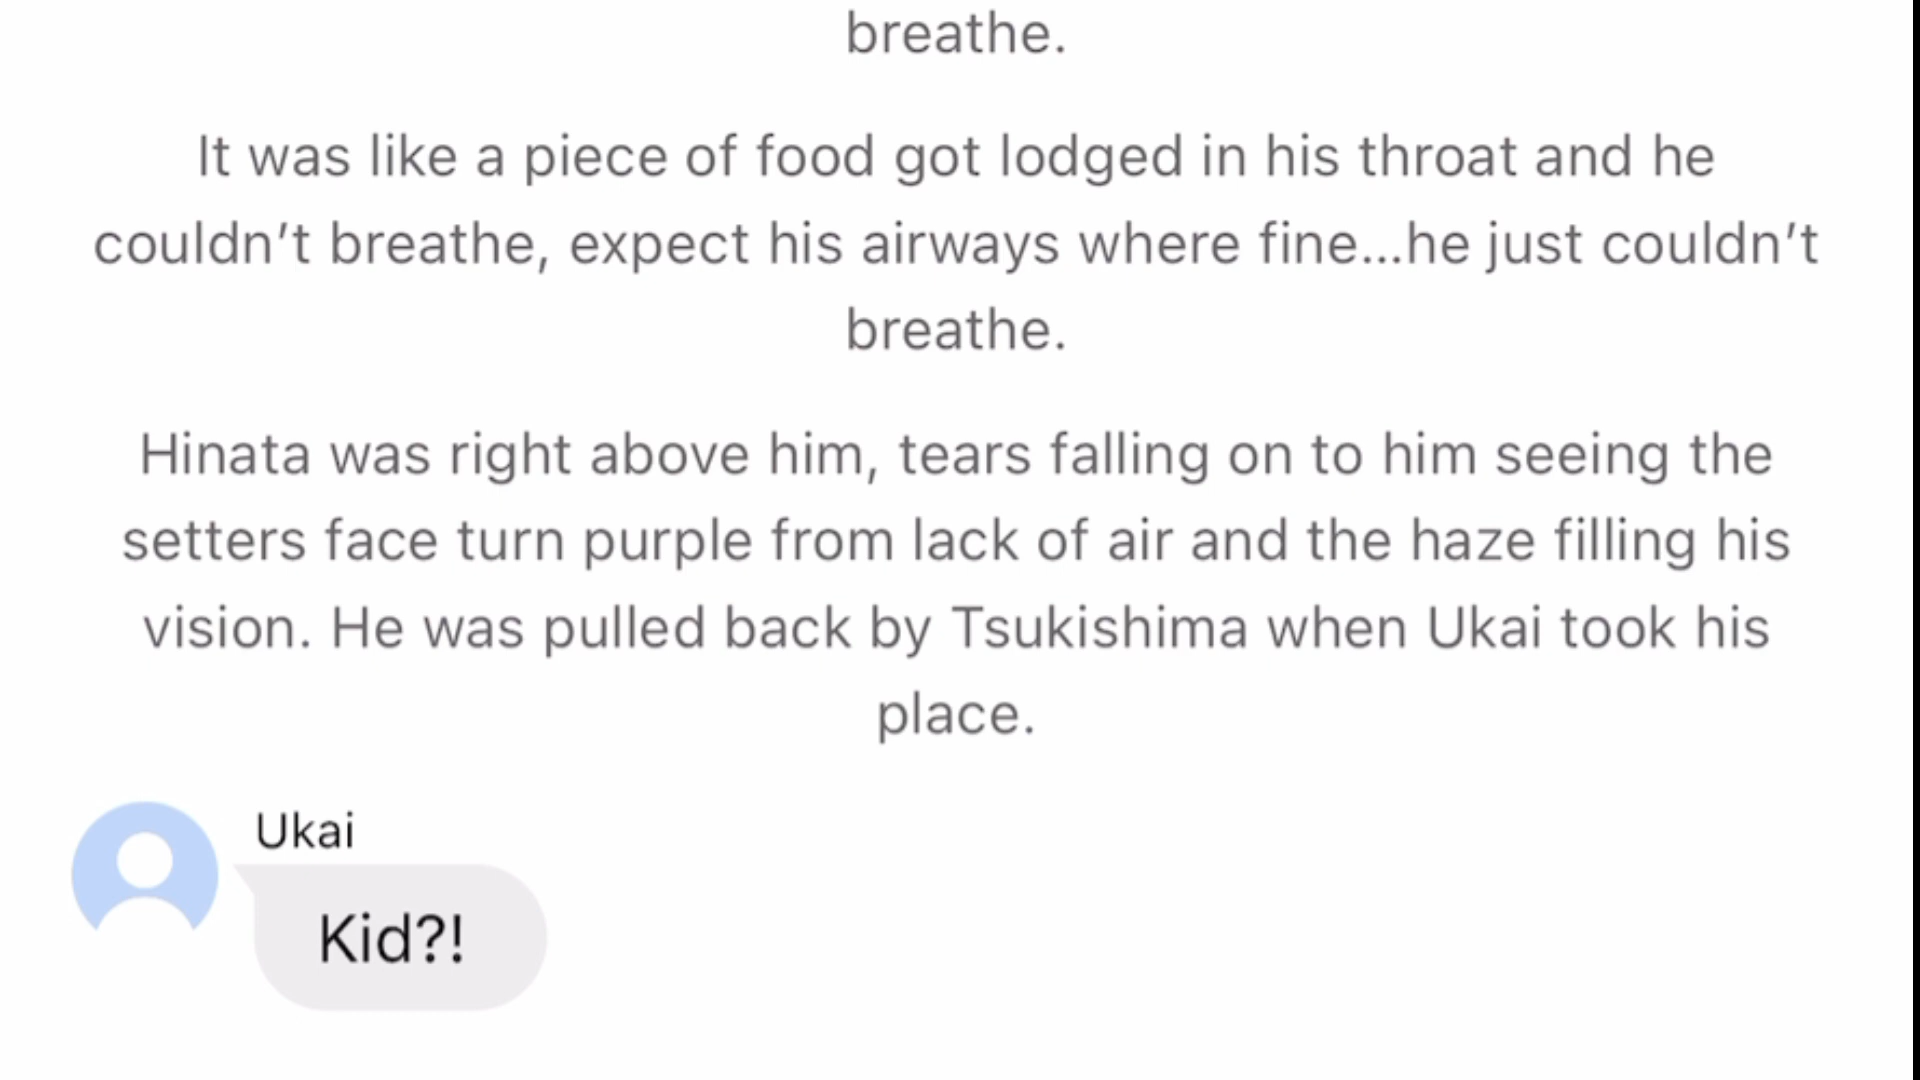 breathe.
It was like a piece of food got lodged in his throat and he
couldn’t breathe, expect his airways where fine...he just couldn’t
breathe.
Hinata was right above him, tears falling on to him seeing the
setters face turn purple from lack of air and the haze filling his
vision. He was pulled back by Tsukishima when Ukai took his
place.
Ukai
Kid?!